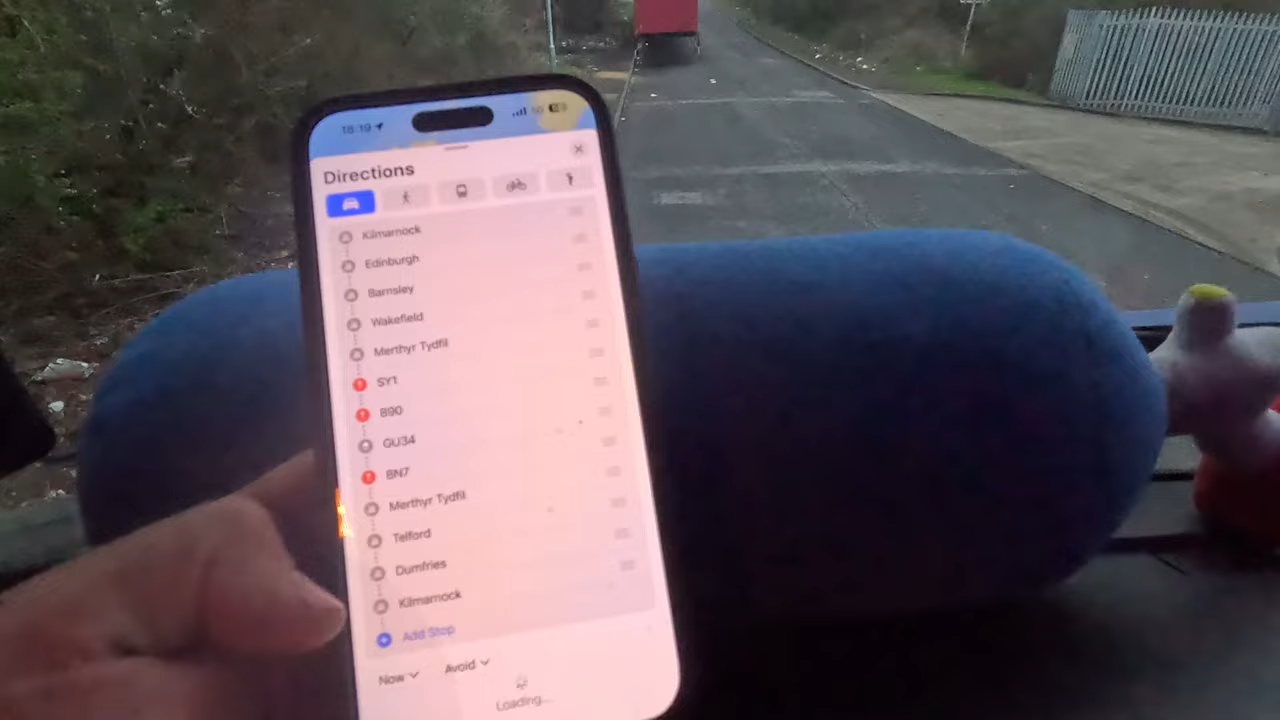 18:19
5G
Directions
Kilmarnock
Edinburgh
Barnsley
Wakefield
Merthyr Tydfil
SY1
B90
GU34
BN7
Merthyr Tydfil
Telford
Dumfries
Kilmarnock
Add Stop
Now
Avoid
Loading...